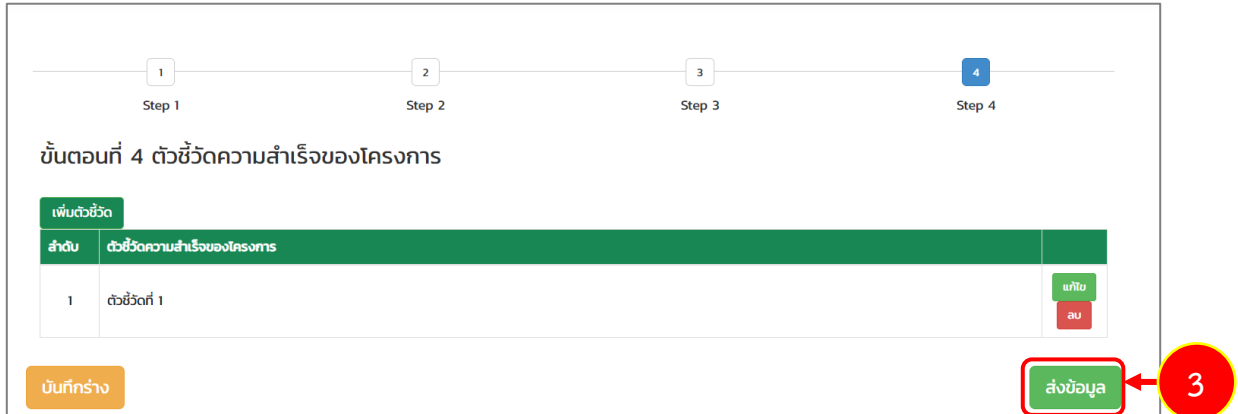 1 2 3 4
Step 1 Step 2 Step 3 Step 4
ขั้นตอนที่ 4 ตัวชี้วัดความสำเร็จของโครงการ
เพิ่มตัวชี้วัด
ลำดับ ตัวชี้วัดความสำเร็จของโครงการ
1 ตัวชี้วัดที่ 1 แก้ไข
ลบ
บันทึกร่าง ส่งข้อมูล 3